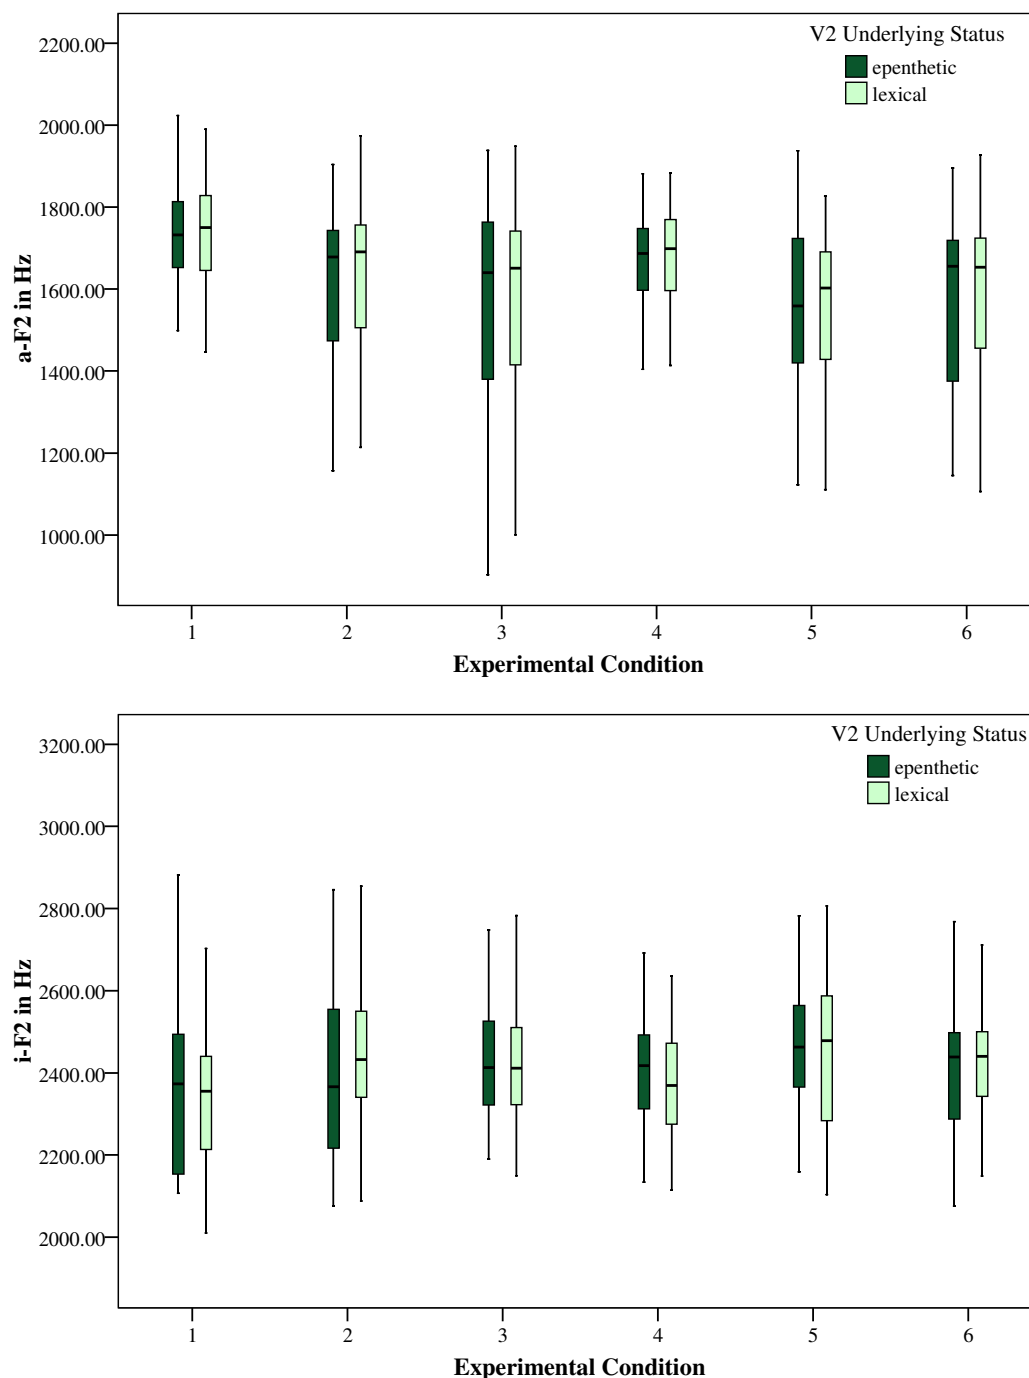 V2 Underlying Status
epenthetic
lexical
2200.00
2000.00
1800.00
1600.00
1400.00
1200.00
1000.00
a-F2 in Hz
1 2 3 4 5 6
Experimental Condition
V2 Underlying Status
epenthetic
lexical
3200.00
3000.00
2800.00
2600.00
2400.00
2200.00
2000.00
i-F2 in Hz
1 2 3 4 5 6
Experimental Condition